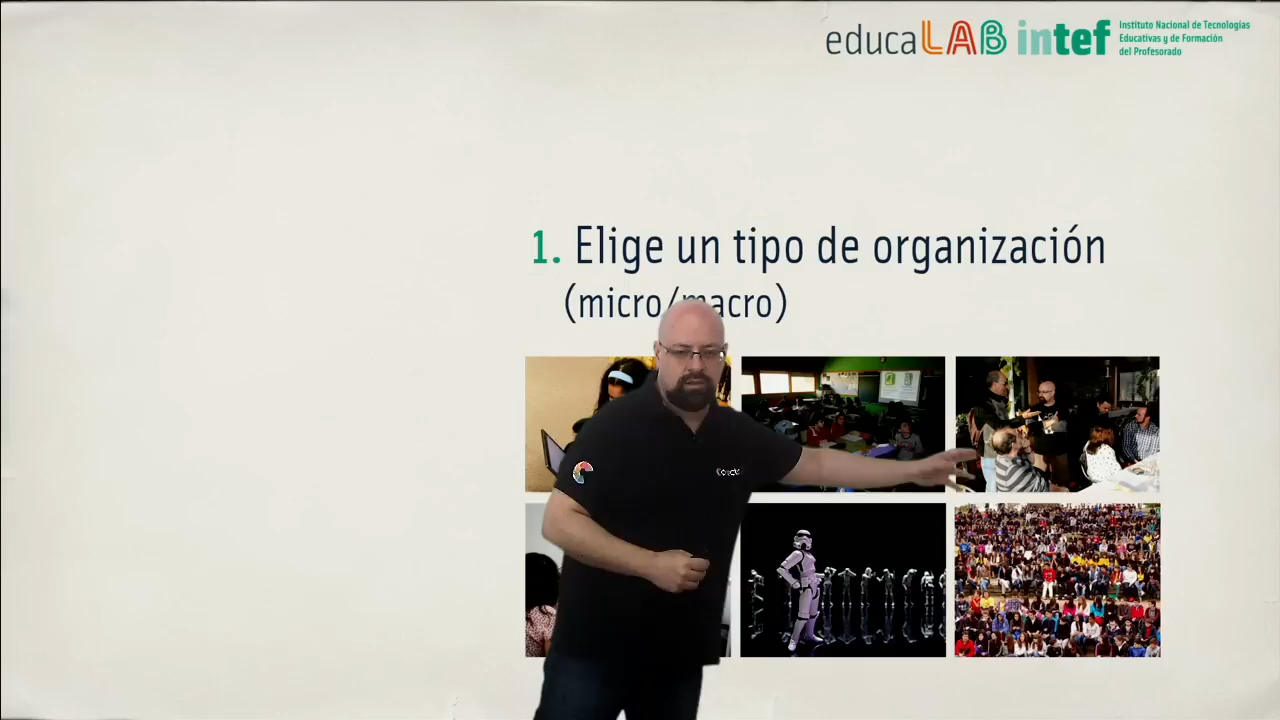 educaLAB intef Instituto Nacional de Tecnologías
Educativas y de Formación
del Profesorado
1. Elige un tipo de organización
(micro/macro)